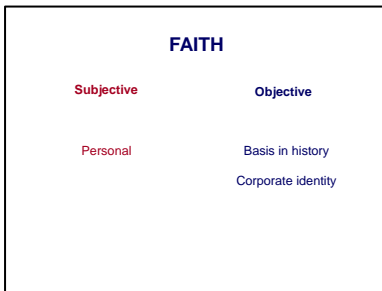 FAITH
Subjective
Objective
Personal
Basis in history
Corporate identity